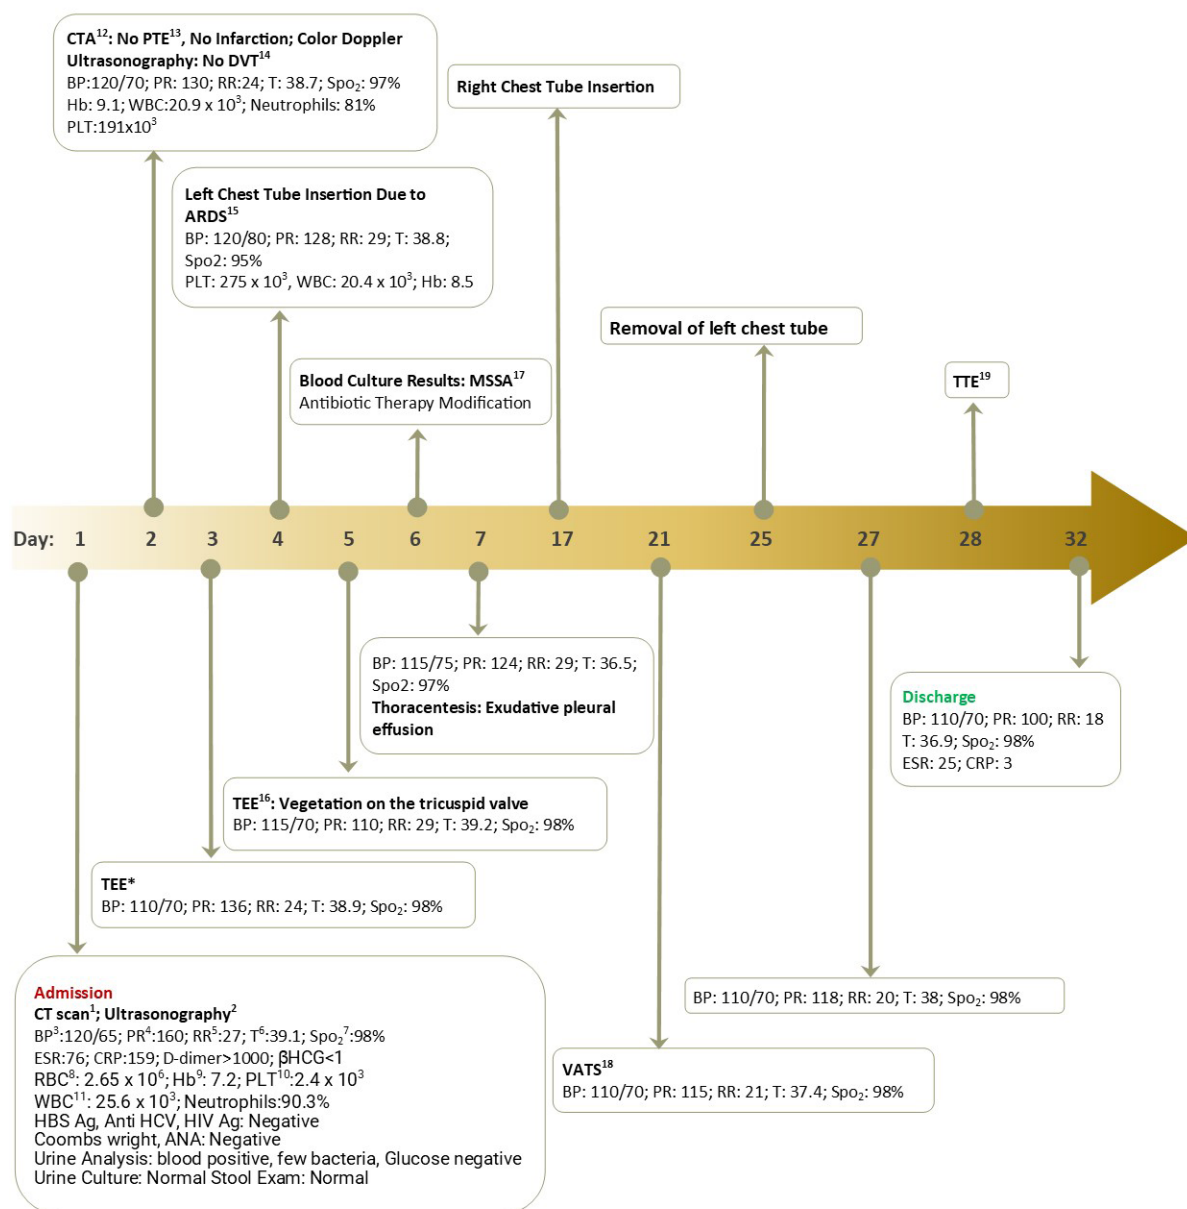 CTA¹²: No PTE¹³, No Infarction; Color Doppler
Ultrasonography: No DVT¹⁴
BP:120/70; PR: 130; RR:24; T: 38.7; Spo₂: 97%
Hb: 9.1; WBC:20.9 x 10³; Neutrophils: 81%
PLT:191x10³
Right Chest Tube Insertion
Left Chest Tube Insertion Due to
ARDS¹⁵
BP: 120/80; PR: 128; RR: 29; T: 38.8;
Spo2: 95%
PLT: 275 x 10³, WBC: 20.4 x 10³; Hb: 8.5
Removal of left chest tube
Blood Culture Results: MSSA¹⁷
Antibiotic Therapy Modification
TTE¹⁹
Day: 1 2 3 4 5 6 7 17 21 25 27 28 32
BP: 115/75; PR: 124; RR: 29; T: 36.5;
Spo2: 97%
Thoracentesis: Exudative pleural
effusion
Discharge
BP: 110/70; PR: 100; RR: 18
T: 36.9; Spo₂: 98%
ESR: 25; CRP: 3
TEE¹⁶: Vegetation on the tricuspid valve
BP: 115/70; PR: 110; RR: 29; T: 39.2; Spo₂: 98%
TEE*
BP: 110/70; PR: 136; RR: 24; T: 38.9; Spo₂: 98%
BP: 110/70; PR: 118; RR: 20; T: 38; Spo₂: 98%
VATS¹⁸
BP: 110/70; PR: 115; RR: 21; T: 37.4; Spo₂: 98%
Admission
CT scan¹; Ultrasonography²
BP³:120/65; PR⁴:160; RR⁵:27; T⁶:39.1; Spo₂⁷:98%
ESR:76; CRP:159; D-dimer>1000; βHCG<1
RBC⁸: 2.65 x 10⁶; Hb⁹: 7.2; PLT¹⁰:2.4 x 10³
WBC¹¹: 25.6 x 10³; Neutrophils:90.3%
HBS Ag, Anti HCV, HIV Ag: Negative
Coombs wright, ANA: Negative
Urine Analysis: blood positive, few bacteria, Glucose negative
Urine Culture: Normal Stool Exam: Normal